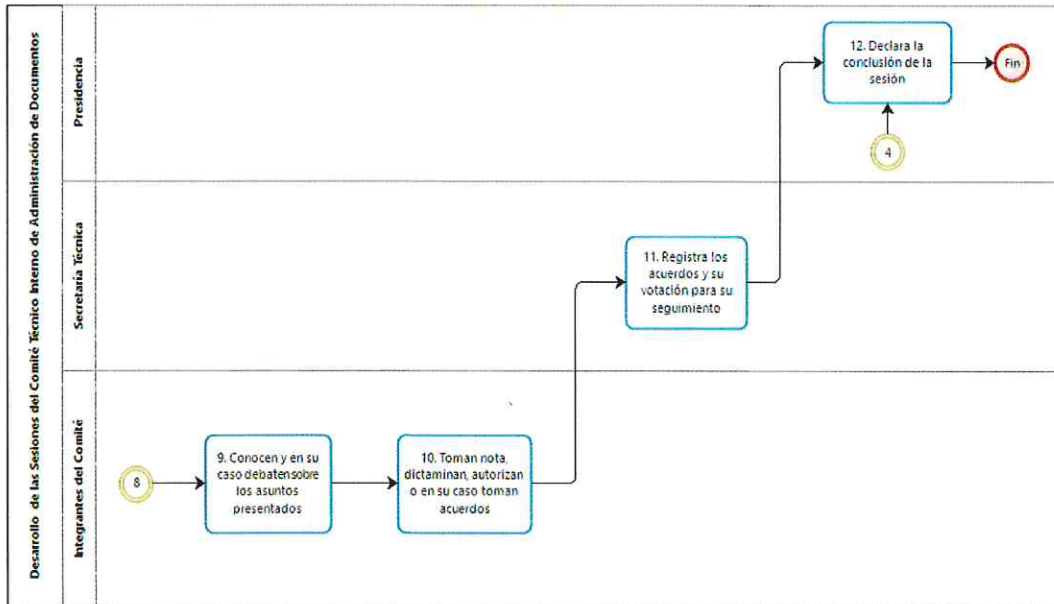 Desarrollo de las Sesiones del Comité Técnico Interno de Administración de Documentos
Presidencia
12. Declara la
conclusión de la
sesión
Fin
4
Secretaría Técnica
11. Registra los
acuerdos y su
votación para su
seguimiento
Integrantes del Comité
8
9. Conocen y en su
caso debaten sobre
los asuntos
presentados
10. Toman nota,
dictaminan, autorizan
o en su caso toman
acuerdos